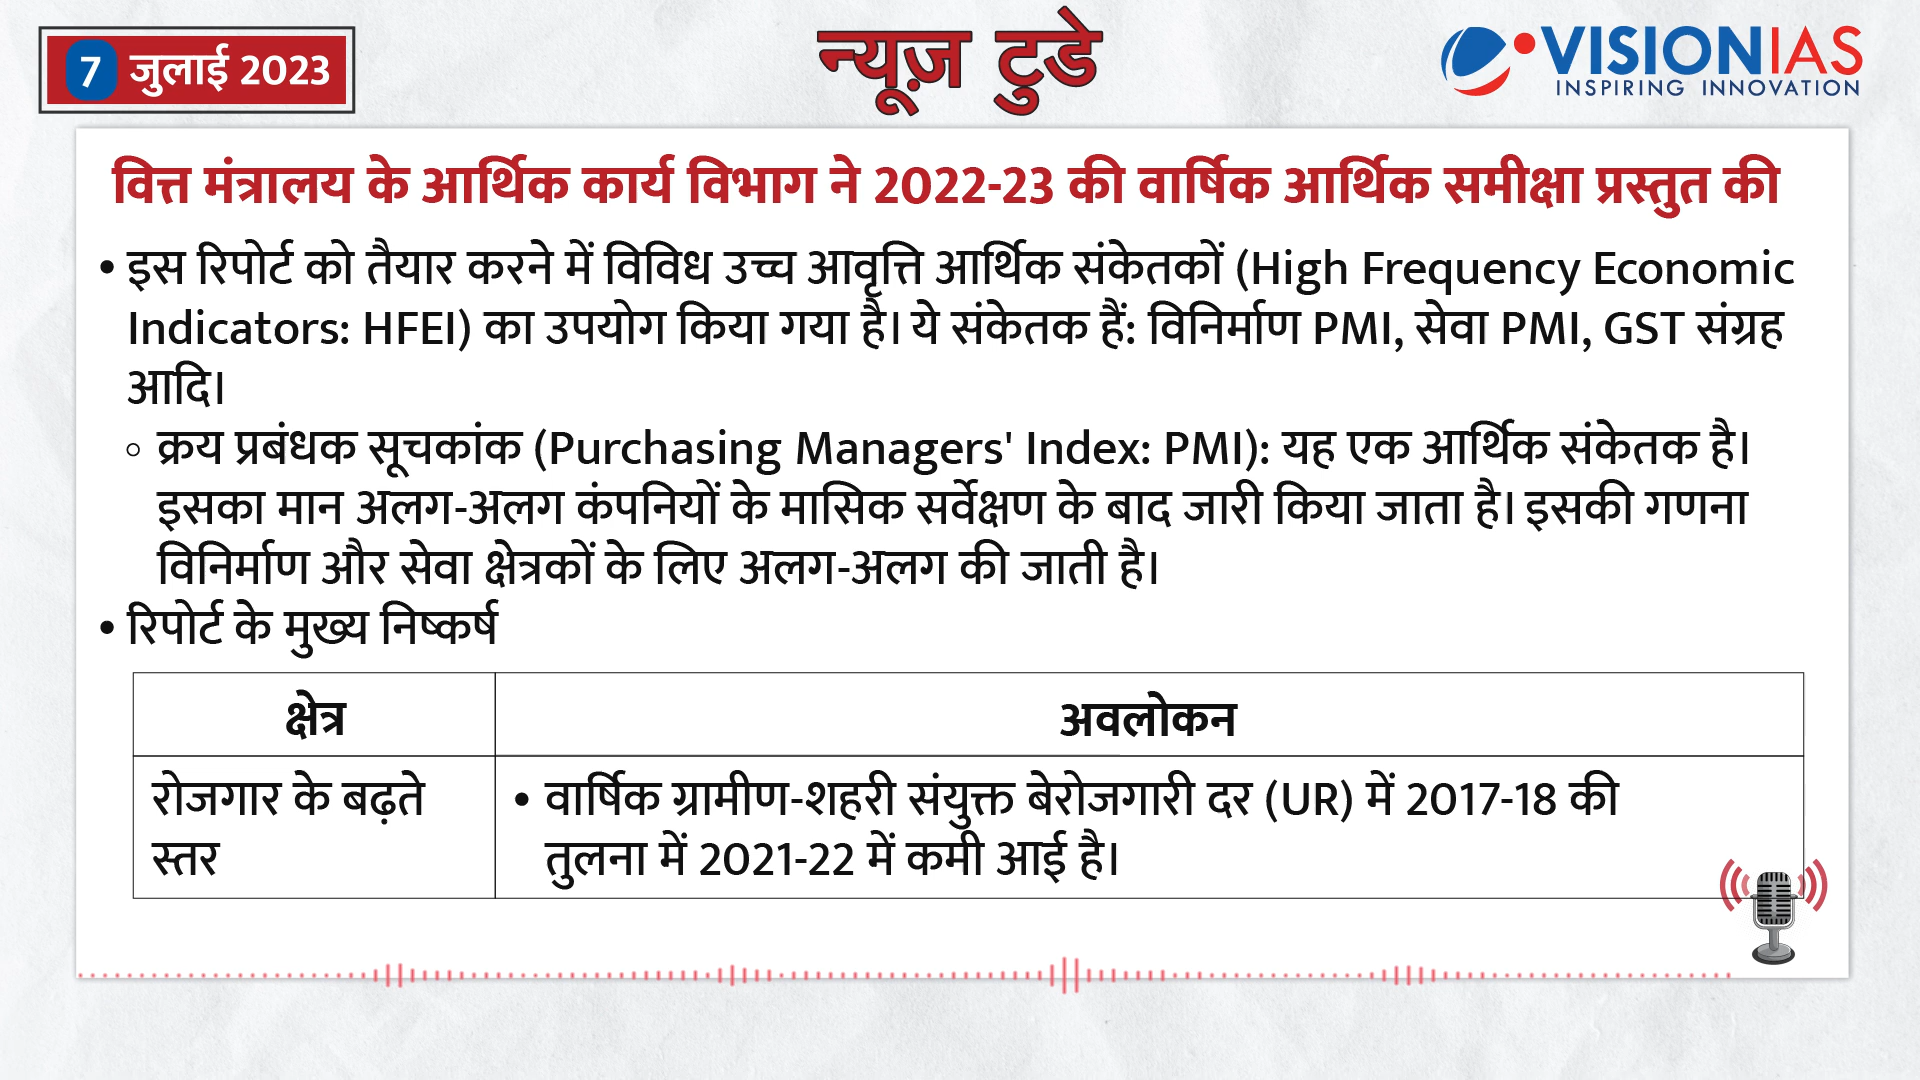 7 जुलाई 2023
न्यूज़ टुडे
VISIONIAS
INSPIRING INNOVATION
वित्त मंत्रालय के आर्थिक कार्य विभाग ने 2022-23 की वार्षिक आर्थिक समीक्षा प्रस्तुत की
• इस रिपोर्ट को तैयार करने में विविध उच्च आवृत्ति आर्थिक संकेतकों (High Frequency Economic
Indicators: HFEI) का उपयोग किया गया है। ये संकेतक हैं: विनिर्माण PMI, सेवा PMI, GST संग्रह
आदि।
◦ क्रय प्रबंधक सूचकांक (Purchasing Managers' Index: PMI): यह एक आर्थिक संकेतक है।
इसका मान अलग-अलग कंपनियों के मासिक सर्वेक्षण के बाद जारी किया जाता है। इसकी गणना
विनिर्माण और सेवा क्षेत्रकों के लिए अलग-अलग की जाती है।
• रिपोर्ट के मुख्य निष्कर्ष
क्षेत्र
अवलोकन
रोजगार के बढ़ते
स्तर
• वार्षिक ग्रामीण-शहरी संयुक्त बेरोजगारी दर (UR) में 2017-18 की
तुलना में 2021-22 में कमी आई है।